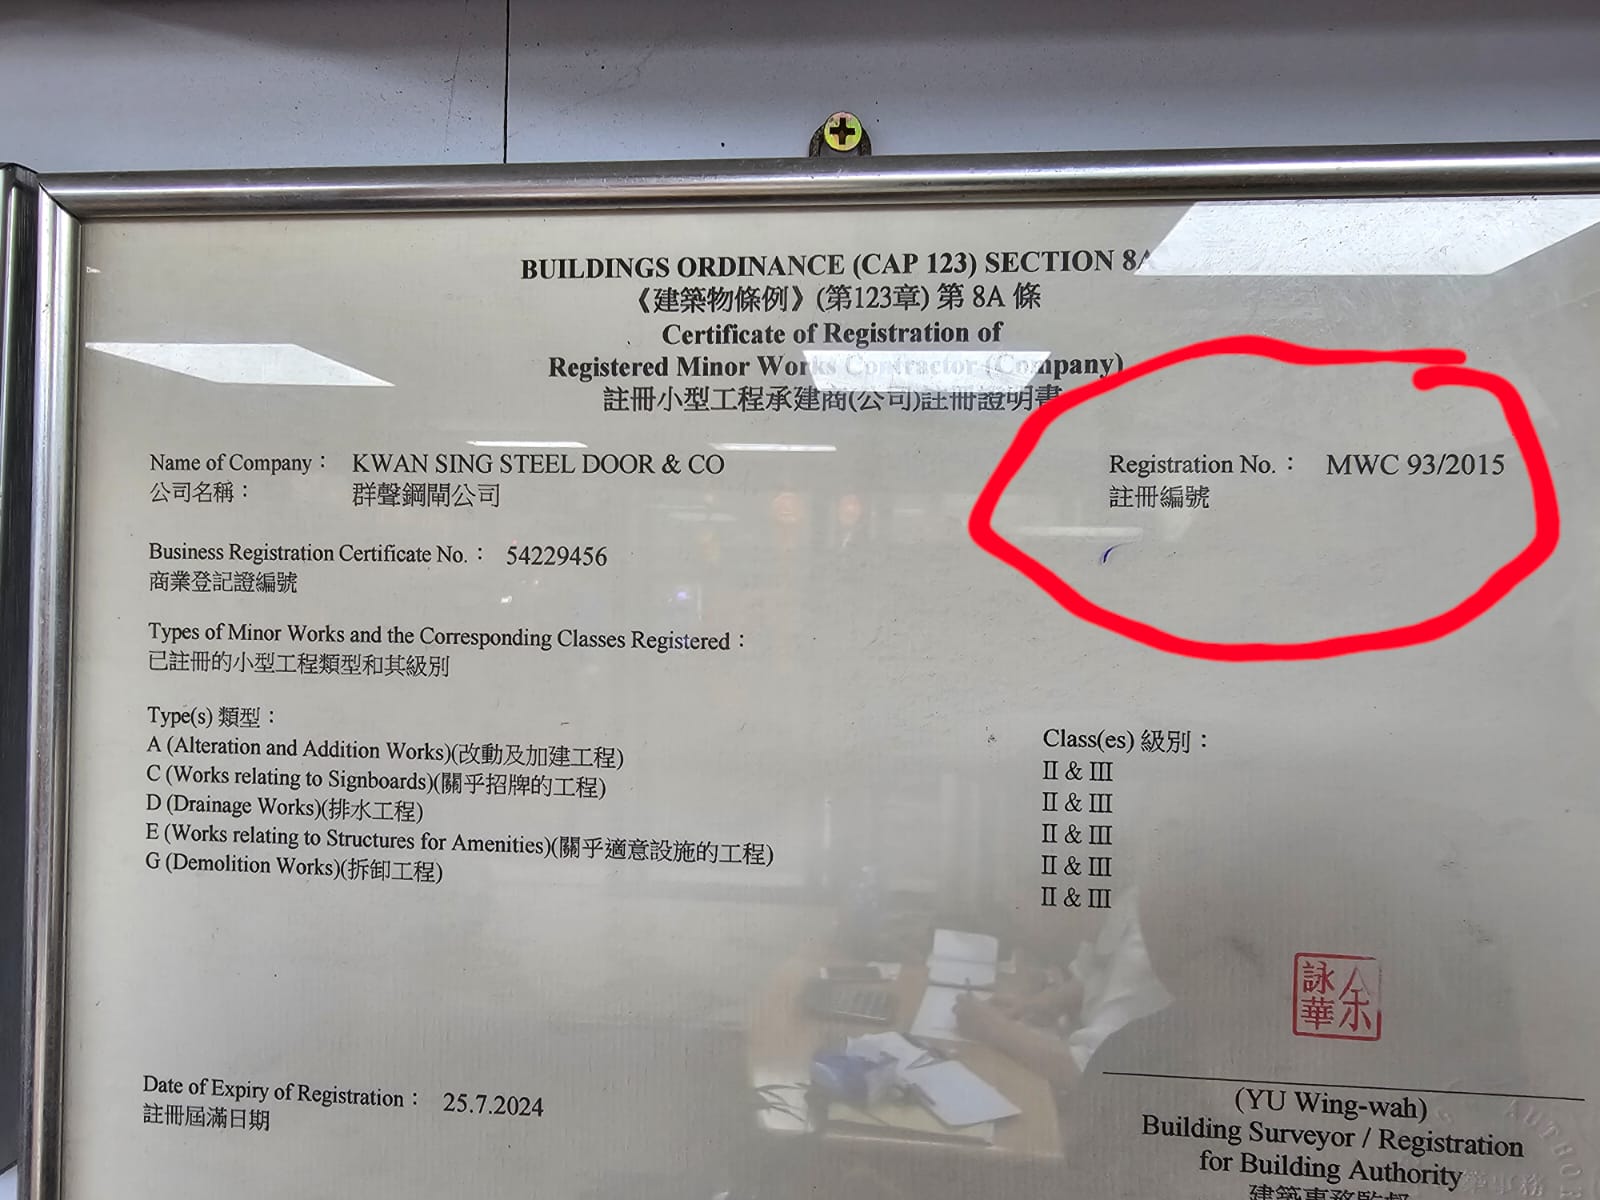 BUILDINGS ORDINANCE (CAP 123) SECTION 8A
《建築物條例》(第123章) 第 8A 條
Certificate of Registration of
Registered Minor Works Contractor (Company)
註冊小型工程承建商(公司)註冊證明書
Name of Company： KWAN SING STEEL DOOR & CO
公司名稱： 群聲鋼閘公司
Registration No.： MWC 93/2015
註冊編號
Business Registration Certificate No.： 54229456
商業登記證編號
Types of Minor Works and the Corresponding Classes Registered：
已註冊的小型工程類型和其級別
Type(s) 類型： Class(es) 級別：
A (Alteration and Addition Works)(改動及加建工程) II & III
C (Works relating to Signboards)(關乎招牌的工程) II & III
D (Drainage Works)(排水工程) II & III
E (Works relating to Structures for Amenities)(關乎適意設施的工程) II & III
G (Demolition Works)(拆卸工程) II & III
余詠華
Date of Expiry of Registration： 25.7.2024
註冊屆滿日期
(YU Wing-wah)
Building Surveyor / Registration
for Building Authority
建築事務監督